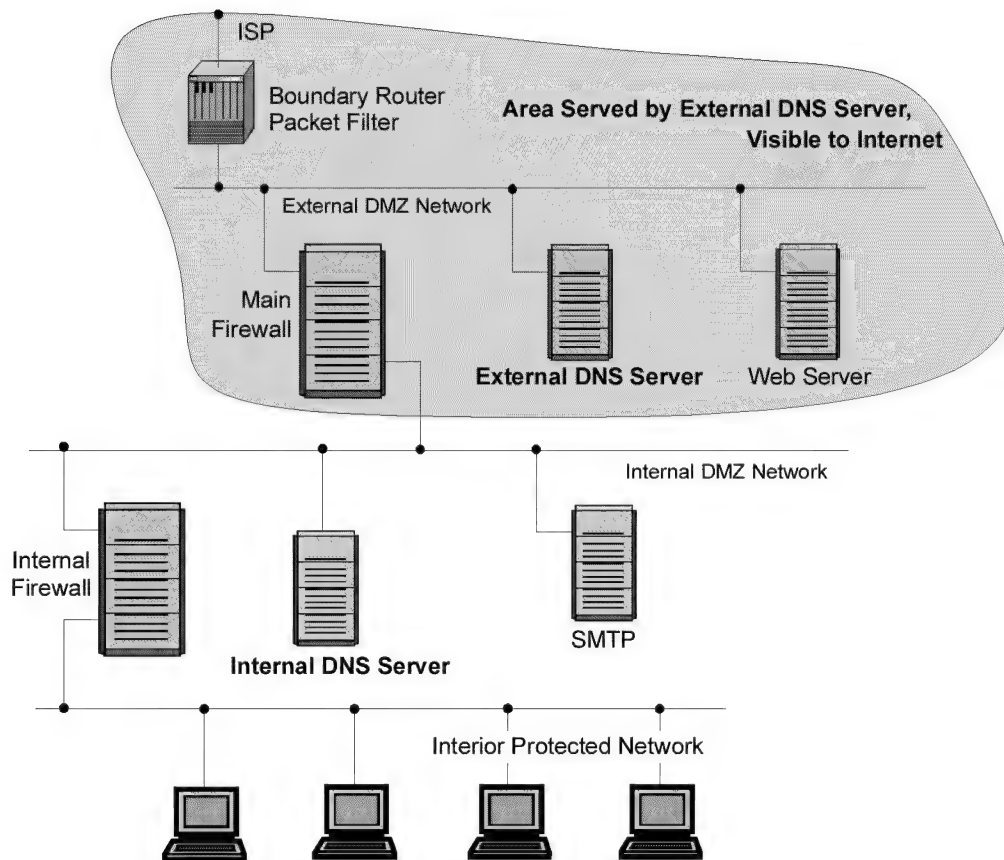 ISP
Boundary Router
Packet Filter
Area Served by External DNS Server,
Visible to Internet
External DMZ Network
Main
Firewall
External DNS Server
Web Server
Internal DMZ Network
Internal
Firewall
Internal DNS Server
SMTP
Interior Protected Network